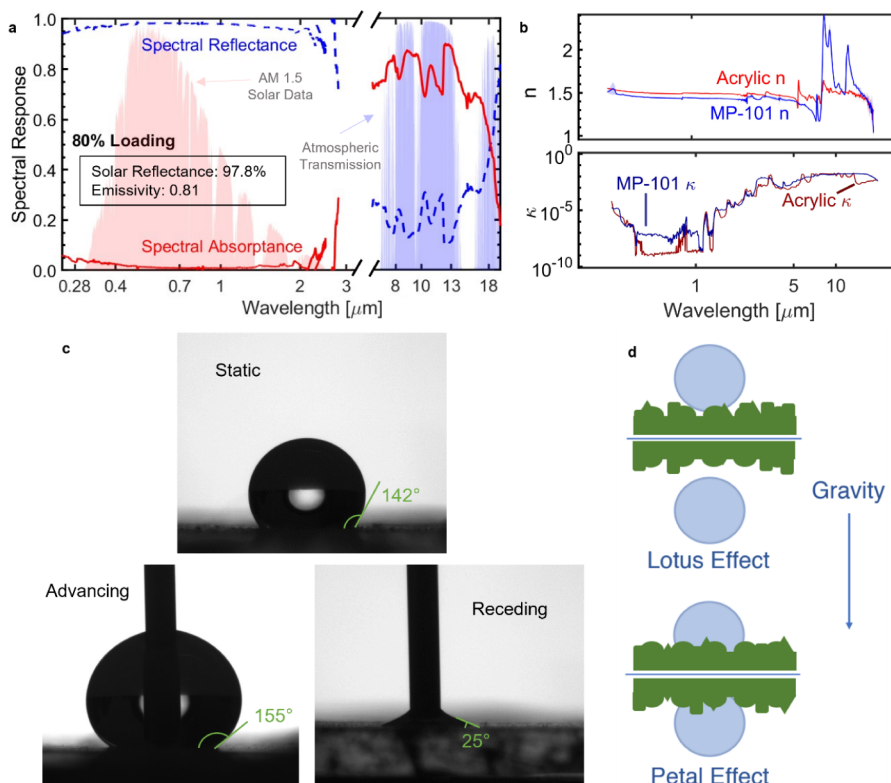 a
Spectral Response
1.0
0.8
0.6
0.4
0.2
0.0
Spectral Reflectance
AM 1.5
Solar Data
80% Loading
Solar Reflectance: 97.8%
Emissivity: 0.81
Atmospheric
Transmission
Spectral Absorptance
0.28 0.4 0.7 1 2 3 8 10 13 18
Wavelength [μm]
b
n
2
1.5
1
Acrylic n
MP-101 n
κ
10⁰
10⁻⁵
10⁻¹⁰
MP-101 κ
Acrylic κ
1 5 10
Wavelength [μm]
c
Static
142°
Advancing
155°
Receding
25°
d
Gravity
Lotus Effect
Petal Effect